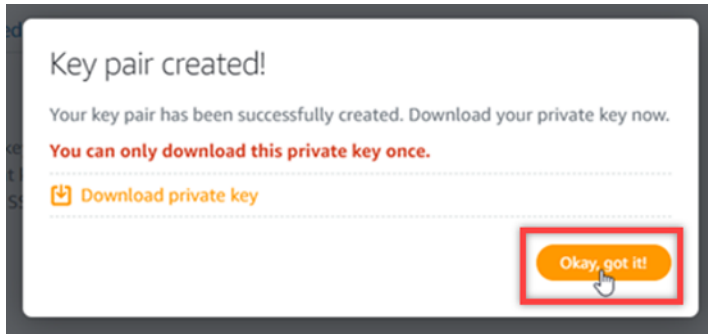 Key pair created!
Your key pair has been successfully created. Download your private key now.
You can only download this private key once.
Download private key
Okay, got it!